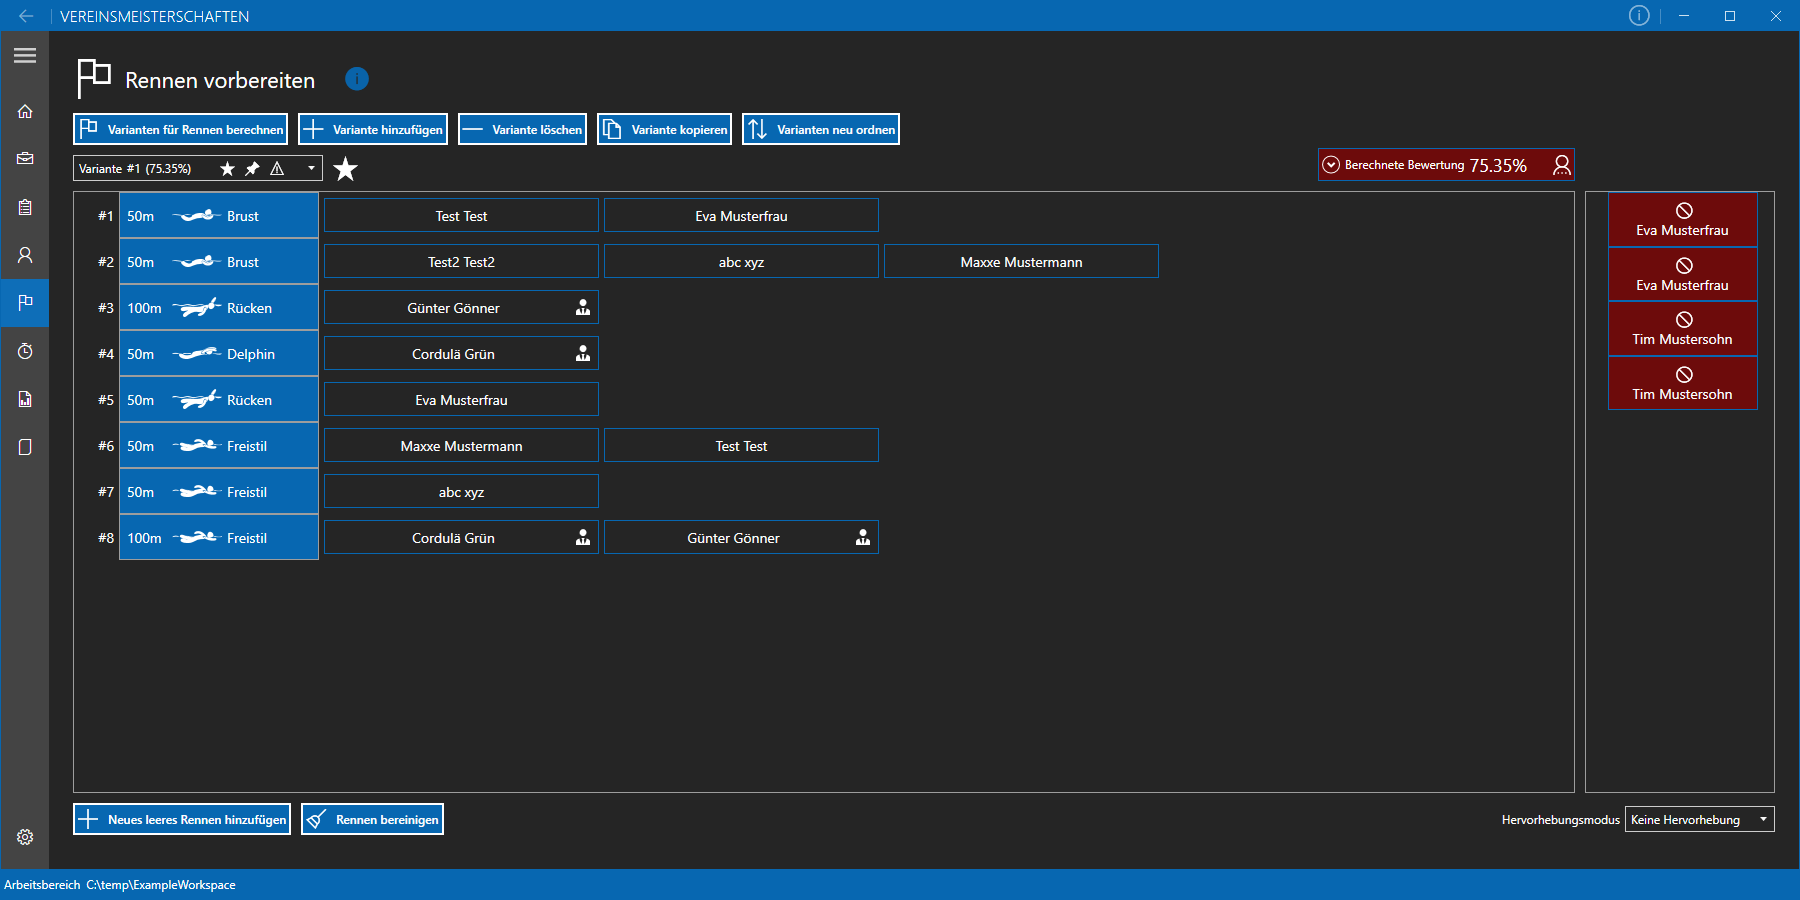 VEREINSMEISTERSCHAFTEN
Rennen vorbereiten
Varianten für Rennen berechnen
Variante hinzufügen
Variante löschen
Variante kopieren
Varianten neu ordnen
Variante #1 (75.35%)
Berechnete Bewertung 75.35%
#1 50m Brust Test Test Eva Musterfrau
#2 50m Brust Test2 Test2 abc xyz Maxxe Mustermann
#3 100m Rücken Günter Gönner
#4 50m Delphin Cordulä Grün
#5 50m Rücken Eva Musterfrau
#6 50m Freistil Maxxe Mustermann Test Test
#7 50m Freistil abc xyz
#8 100m Freistil Cordulä Grün Günter Gönner
Eva Musterfrau
Eva Musterfrau
Tim Mustersohn
Tim Mustersohn
Neues leeres Rennen hinzufügen
Rennen bereinigen
Hervorhebungsmodus Keine Hervorhebung
Arbeitsbereich C:\temp\ExampleWorkspace